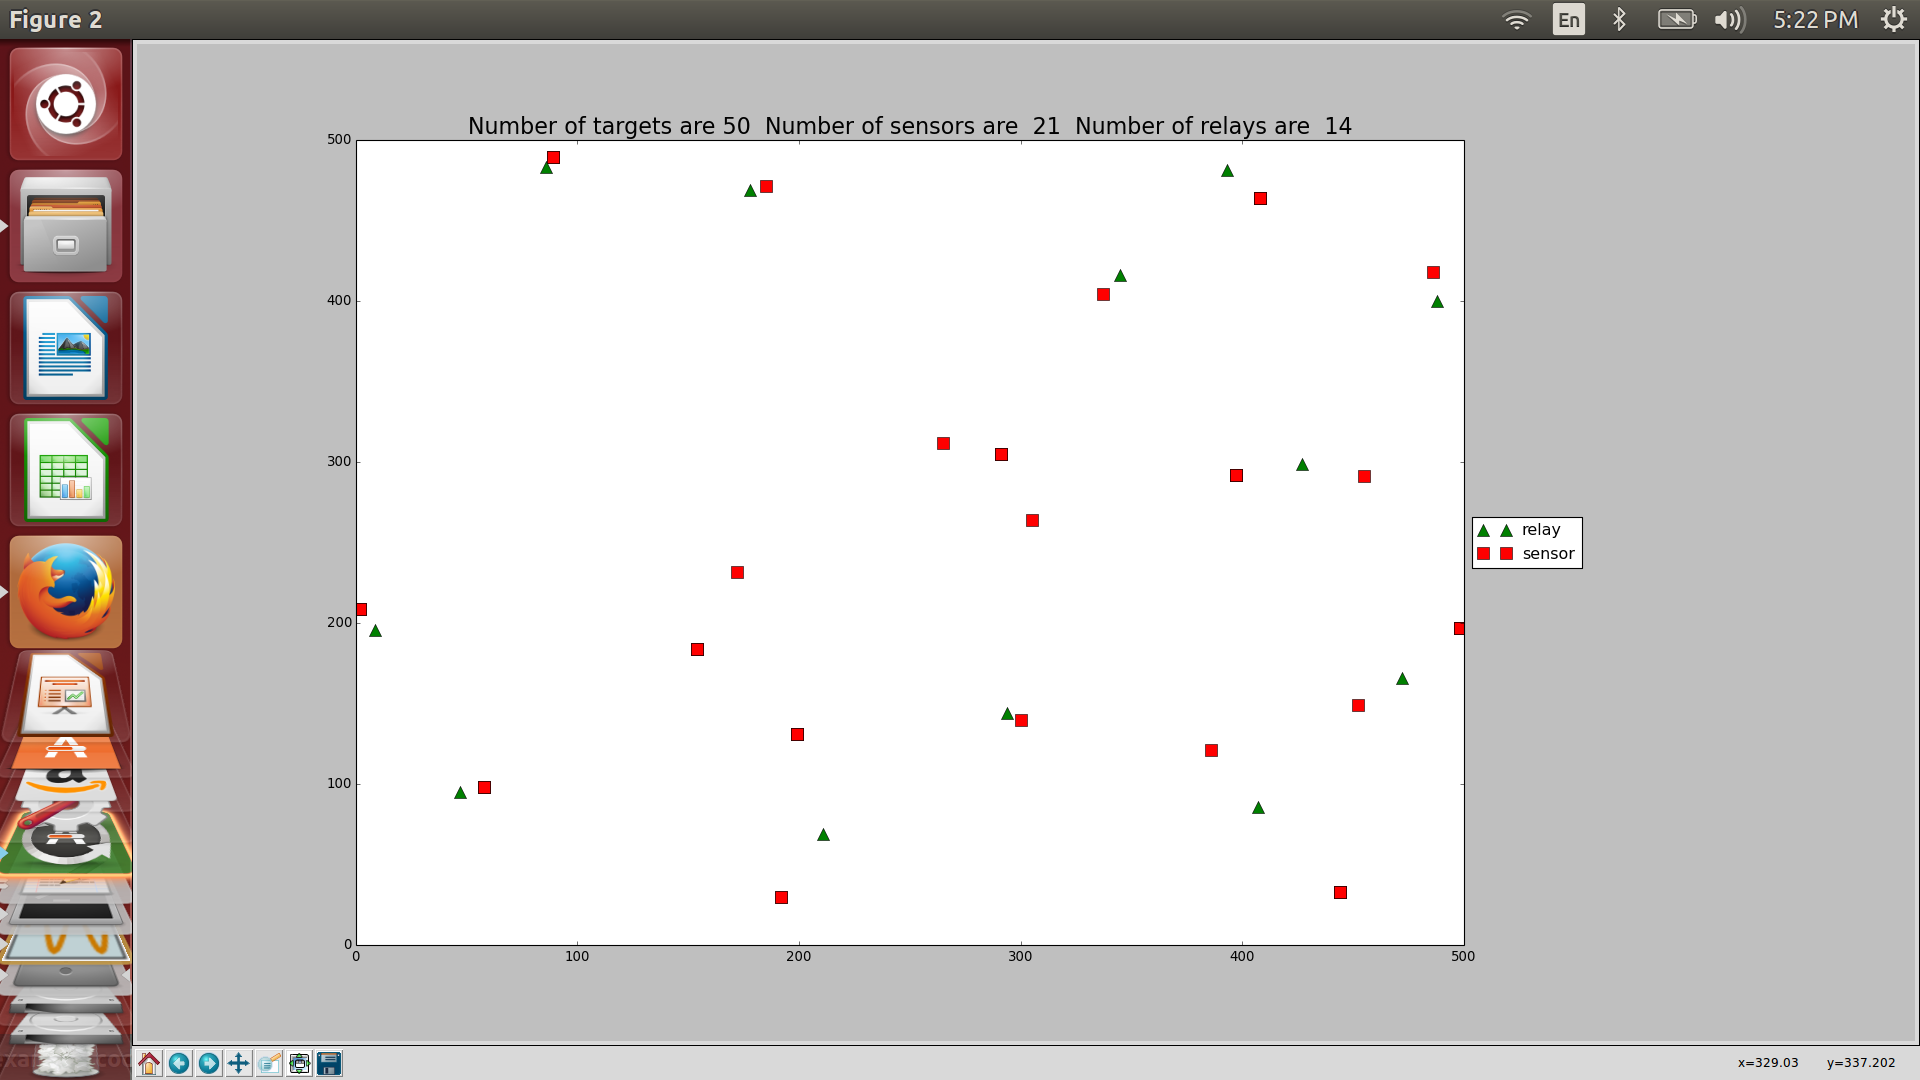 Figure 2
En
5:22 PM
Number of targets are 50 Number of sensors are 21 Number of relays are 14
500
400
300
200
100
0
0 100 200 300 400 500
relay
sensor
x=329.03 y=337.202